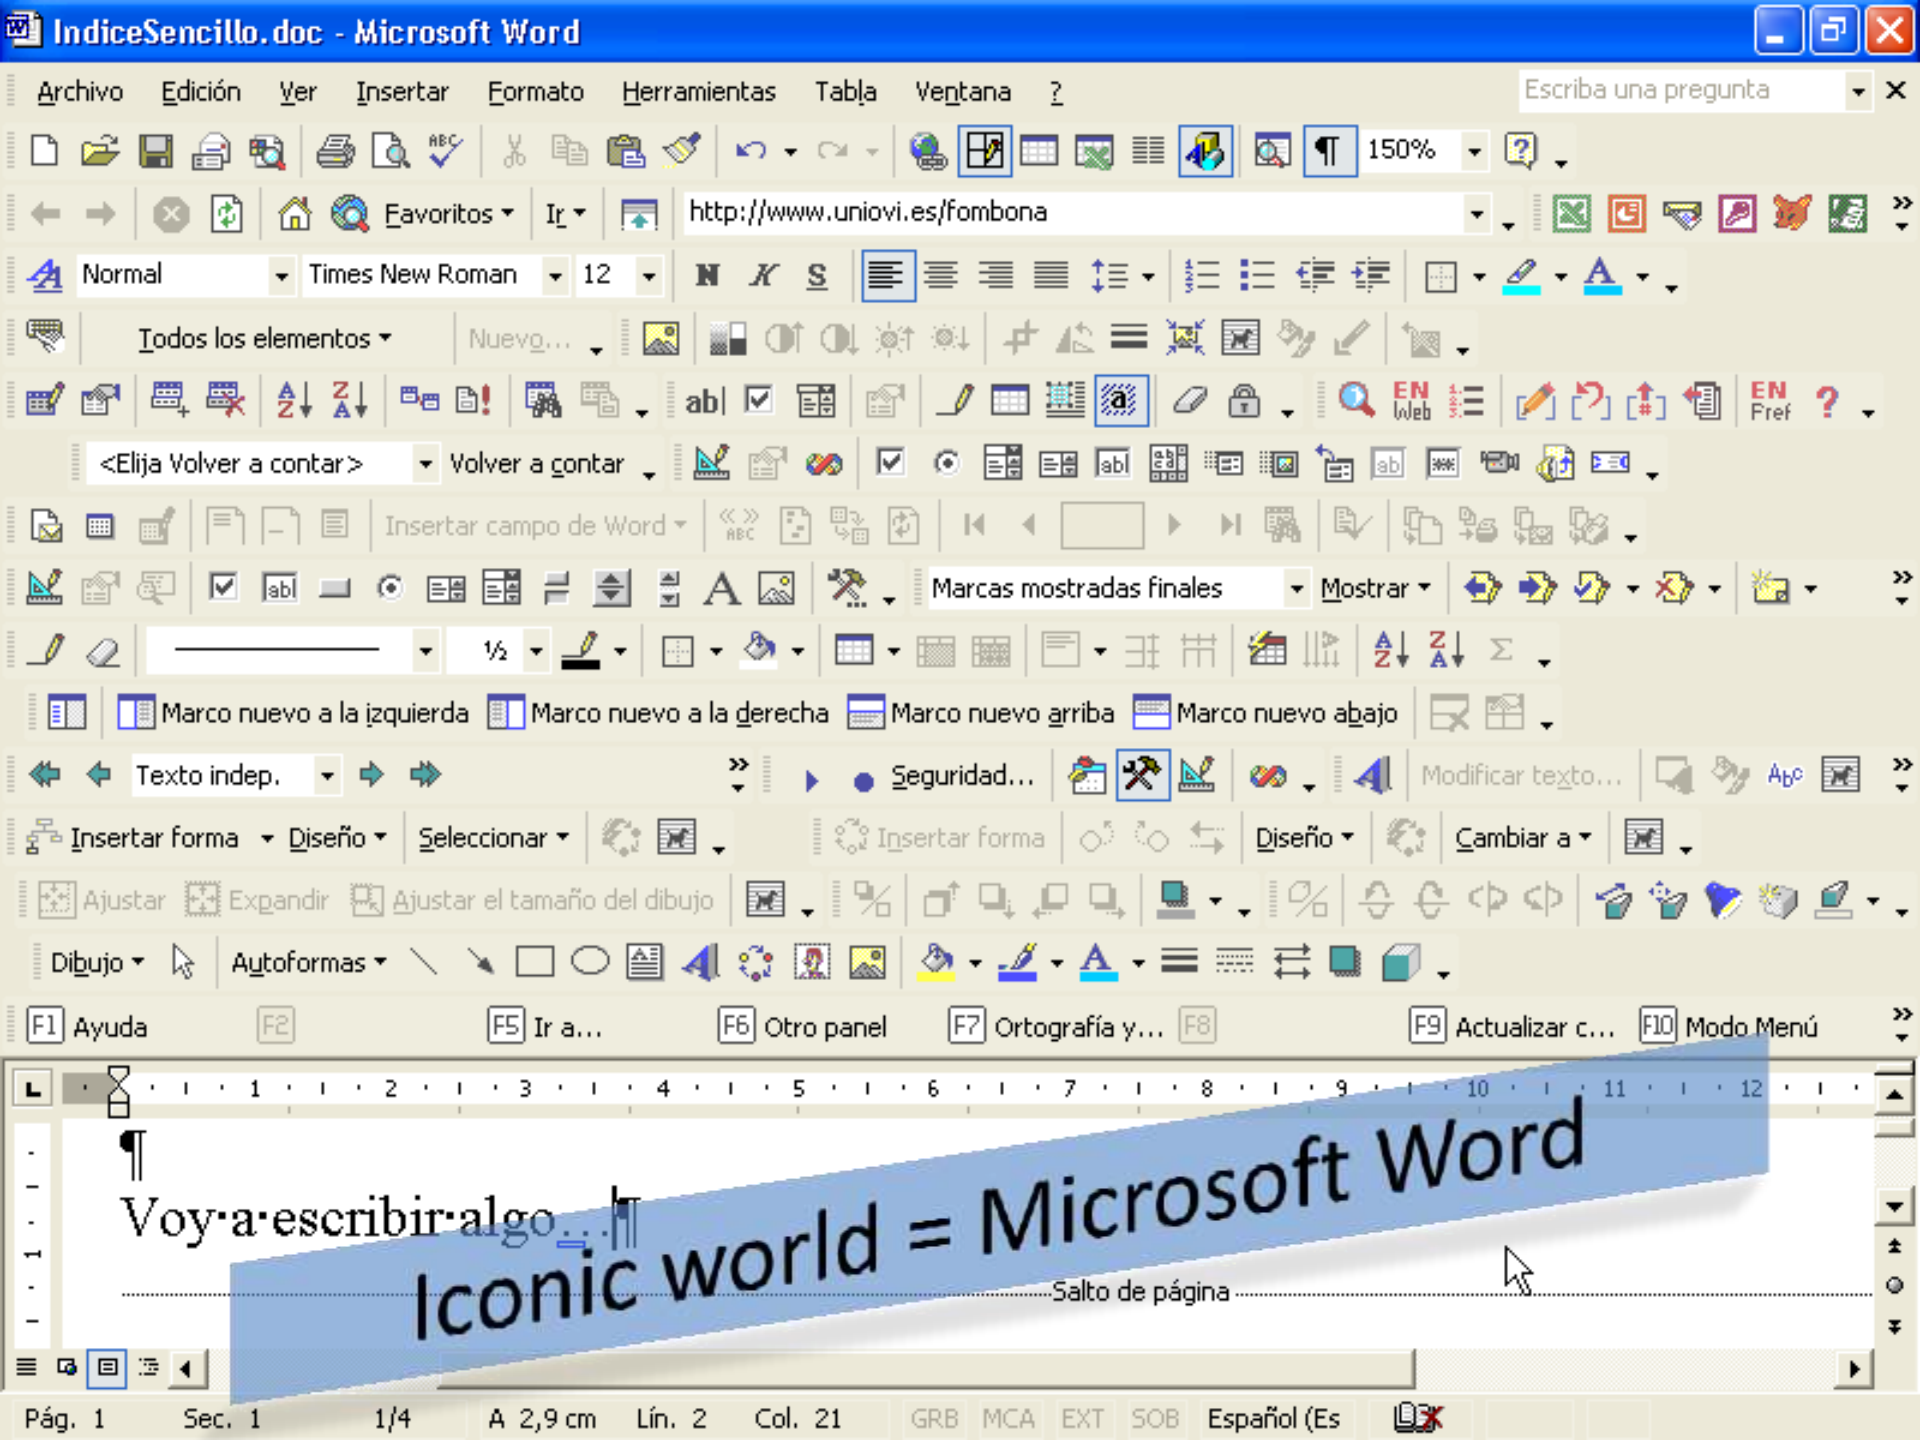 IndiceSencillo.doc - Microsoft Word
Archivo Edición Ver Insertar Formato Herramientas Tabla Ventana ? Escriba una pregunta
ABC 150%
Favoritos Ir http://www.uniovi.es/fombona
Normal Times New Roman 12 N K S A
Todos los elementos Nuevo...
ab| EN Web EN Pref ?
<Elija Volver a contar> Volver a contar
Insertar campo de Word
Marcas mostradas finales Mostrar
½
Marco nuevo a la izquierda Marco nuevo a la derecha Marco nuevo arriba Marco nuevo abajo
Texto indep. Seguridad... Modificar texto...
Insertar forma Diseño Seleccionar Insertar forma Diseño Cambiar a
Ajustar Expandir Ajustar el tamaño del dibujo
Dibujo Autoformas
F1 Ayuda F2 F5 Ir a... F6 Otro panel F7 Ortografía y... F8 F9 Actualizar c... F10 Modo Menú
1 2 3 4 5 6 7 8 9 10 11 12
¶
Voy·a·escribir·algo...¶
Iconic world = Microsoft Word
Salto de página
Pág. 1 Sec. 1 1/4 A 2,9 cm Lín. 2 Col. 21 GRB MCA EXT SOB Español (Es